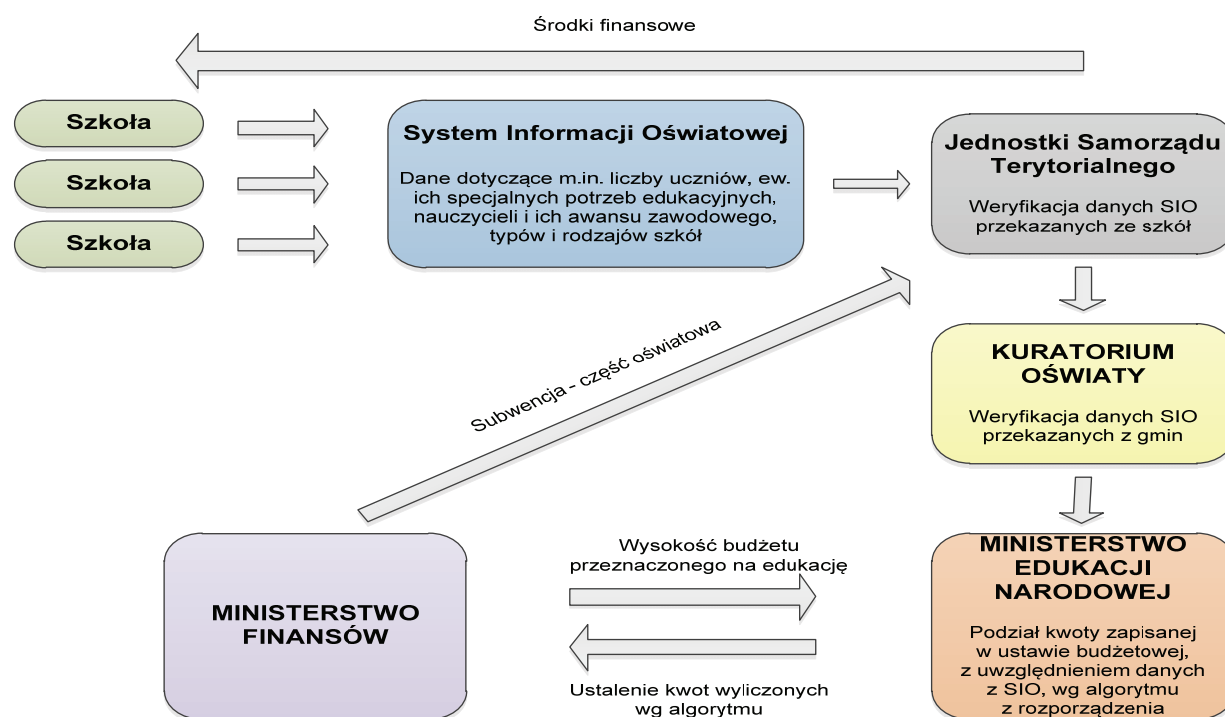 Środki finansowe
Szkoła
Szkoła
Szkoła
System Informacji Oświatowej
Dane dotyczące m.in. liczby uczniów, ew.
ich specjalnych potrzeb edukacyjnych,
nauczycieli i ich awansu zawodowego,
typów i rodzajów szkół
Jednostki Samorządu
Terytorialnego
Weryfikacja danych SIO
przekazanych ze szkół
Subwencja - część oświatowa
KURATORIUM
OŚWIATY
Weryfikacja danych SIO
przekazanych z gmin
MINISTERSTWO
FINANSÓW
Wysokość budżetu
przeznaczonego na edukację
Ustalenie kwot wyliczonych
wg algorytmu
MINISTERSTWO
EDUKACJI
NARODOWEJ
Podział kwoty zapisanej
w ustawie budżetowej,
z uwzględnieniem danych
z SIO, wg algorytmu
z rozporządzenia